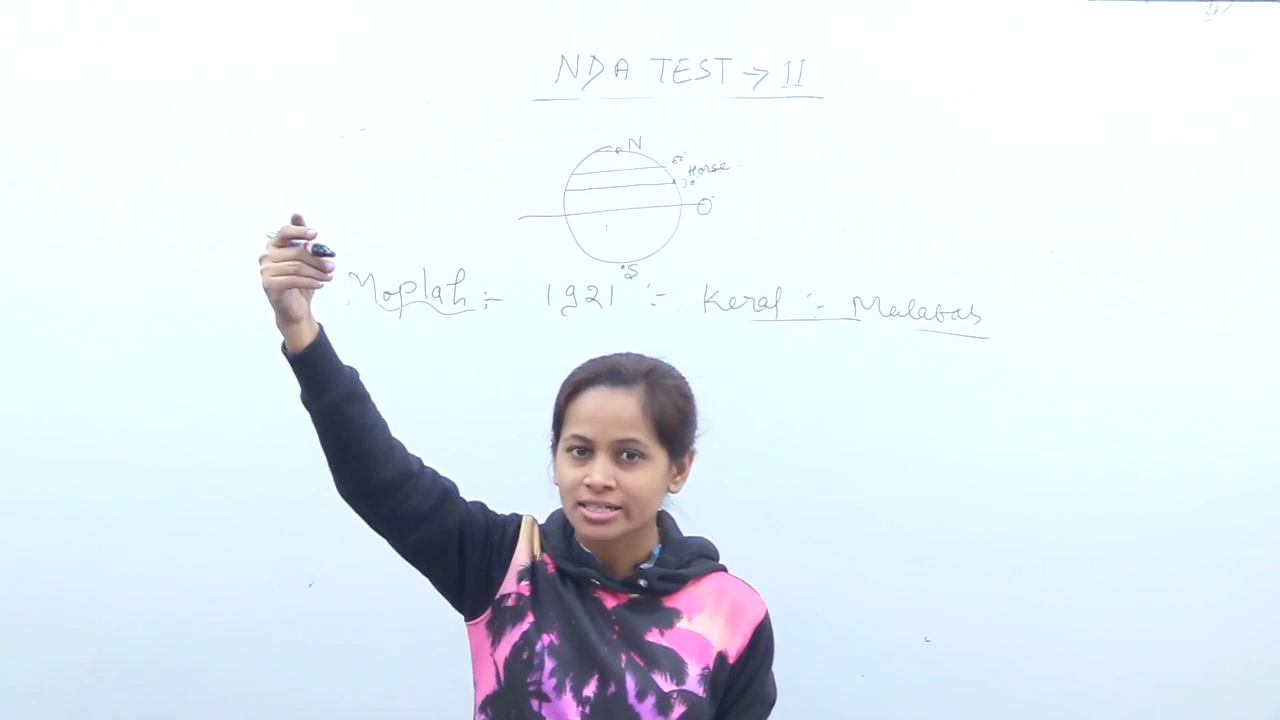 NDA TEST → II
N
60°
Horse
30°
0°
S
Moplah :- 1921 :- Keral :- Malabar